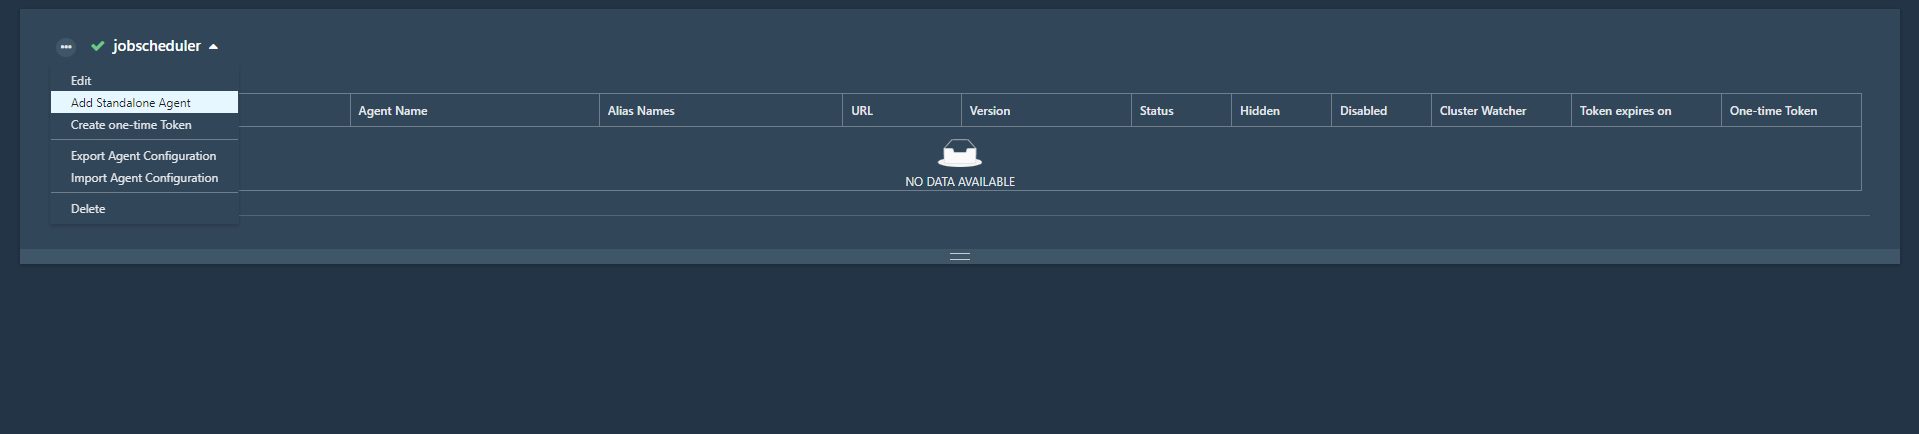 jobscheduler
Edit
Add Standalone Agent
Create one-time Token
Export Agent Configuration
Import Agent Configuration
Delete
Agent Name Alias Names URL Version Status Hidden Disabled Cluster Watcher Token expires on One-time Token
NO DATA AVAILABLE